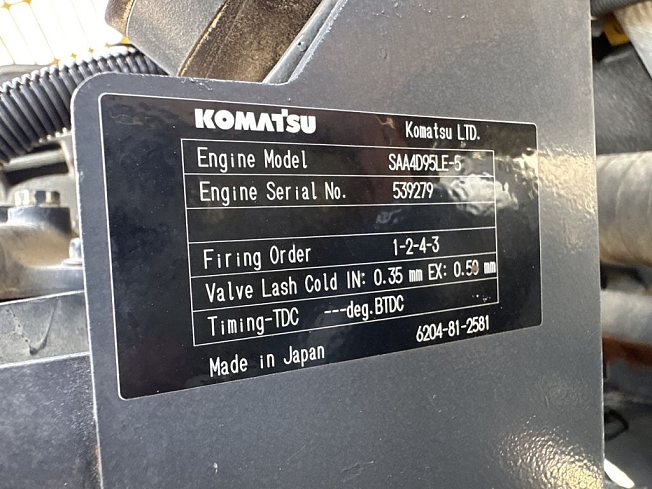 KOMATSU Komatsu LTD.
Engine Model SAA4D95LE-5
Engine Serial No. 539279
Firing Order 1-2-4-3
Valve Lash Cold IN: 0.35 mm EX: 0.50 mm
Timing-TDC ---deg.BTDC
6204-81-2581
Made in Japan